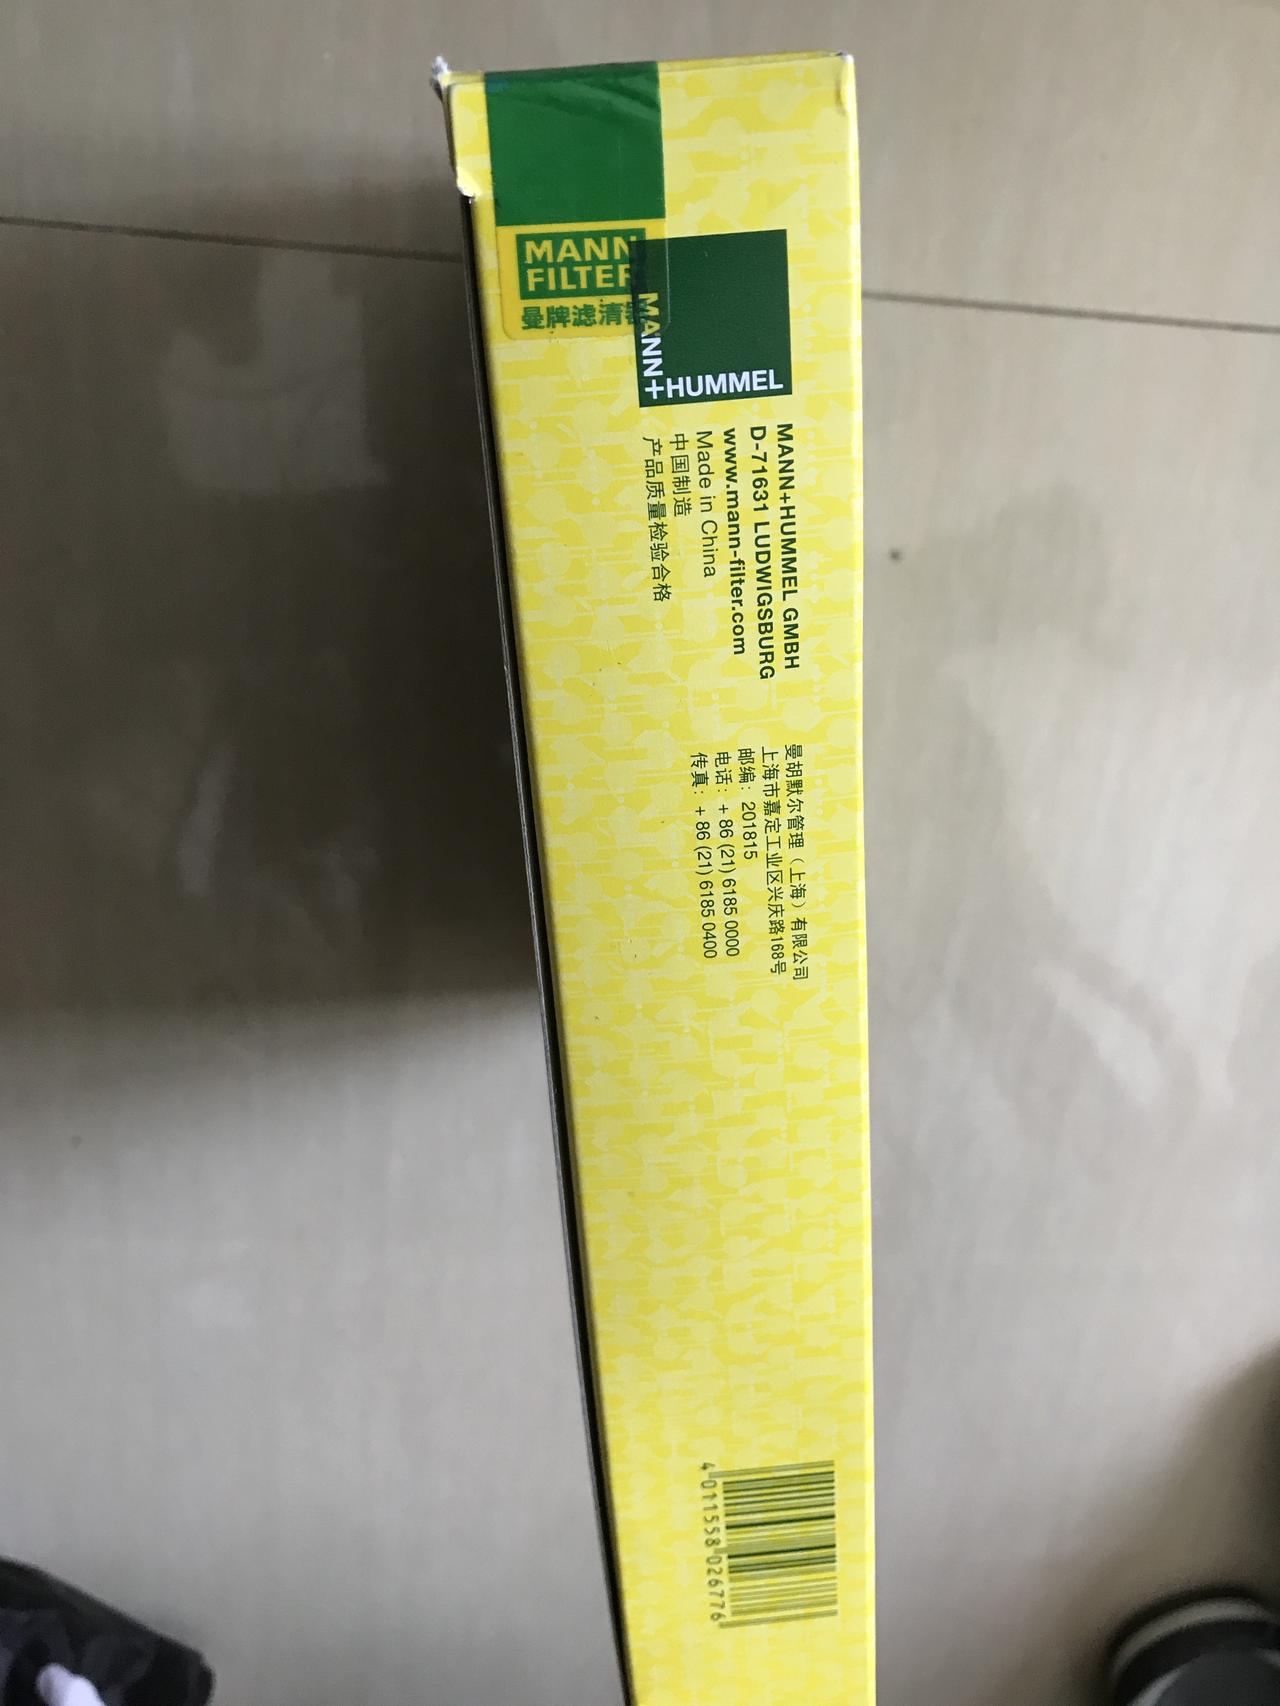 MANN
FILTER
曼牌滤清器
MANN
+HUMMEL
MANN+HUMMEL GMBH
D-71631 LUDWIGSBURG
www.mann-filter.com
Made in China
中国制造
产品质量检验合格
曼胡默尔管理（上海）有限公司
上海市嘉定工业区兴庆路168号
邮编：201815
电话：+ 86 (21) 6185 0000
传真：+ 86 (21) 6185 0400
4 011558 026776